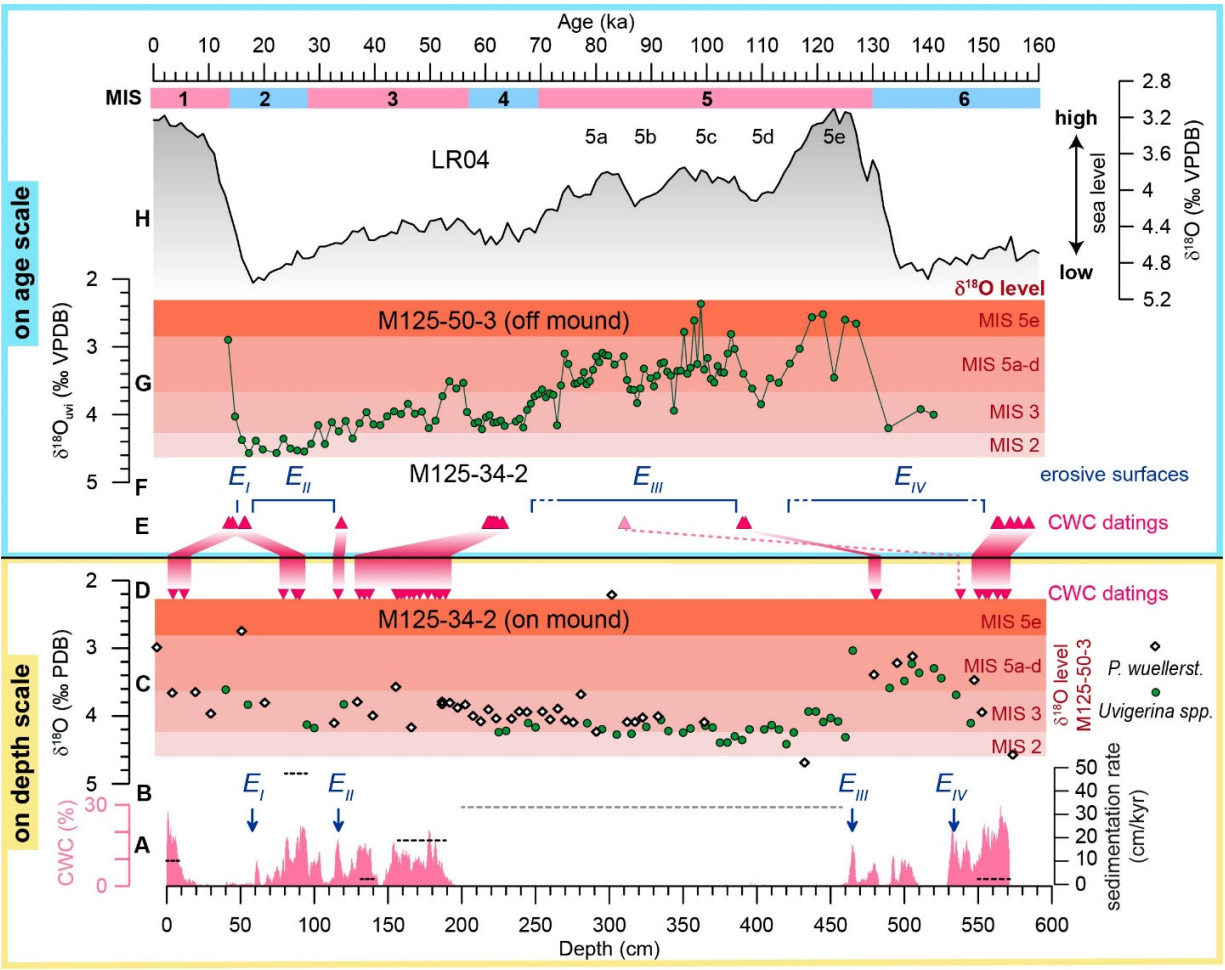 Age (ka)
0 10 20 30 40 50 60 70 80 90 100 110 120 130 140 150 160
MIS 1 2 3 4 5 6
5a 5b 5c 5d 5e
LR04
H
high
sea level
low
2.8
3.2
3.6
4
4.4
4.8
5.2
δ¹⁸O (‰ VPDB)
on age scale
δ¹⁸O level
M125-50-3 (off mound)
MIS 5e
MIS 5a-d
MIS 3
MIS 2
G
2
3
4
5
δ¹⁸Ouvi (‰ VPDB)
M125-34-2
F
EI EII EIII EIV
erosive surfaces
E
CWC datings
D
CWC datings
on depth scale
M125-34-2 (on mound)
MIS 5e
MIS 5a-d
MIS 3
MIS 2
δ¹⁸O level
M125-50-3
P. wuellerst.
Uvigerina spp.
C
2
3
4
5
δ¹⁸O (‰ PDB)
B
EI EII EIII EIV
A
30
0
CWC (%)
50
40
30
20
10
0
sedimentation rate
(cm/kyr)
0 50 100 150 200 250 300 350 400 450 500 550 600
Depth (cm)